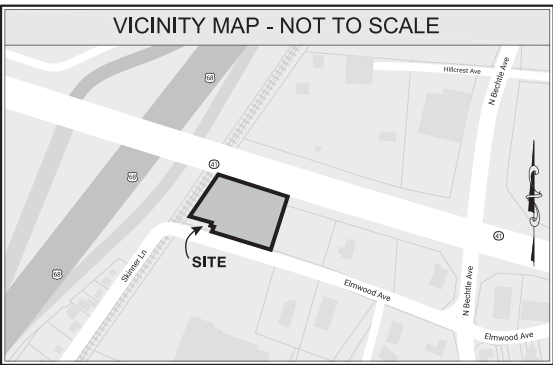 VICINITY MAP - NOT TO SCALE
68
Hillcrest Ave
N Bechtle Ave
41
68
SITE
41
Skinner Ln
68
Elmwood Ave
N Bechtle Ave
Elmwood Ave